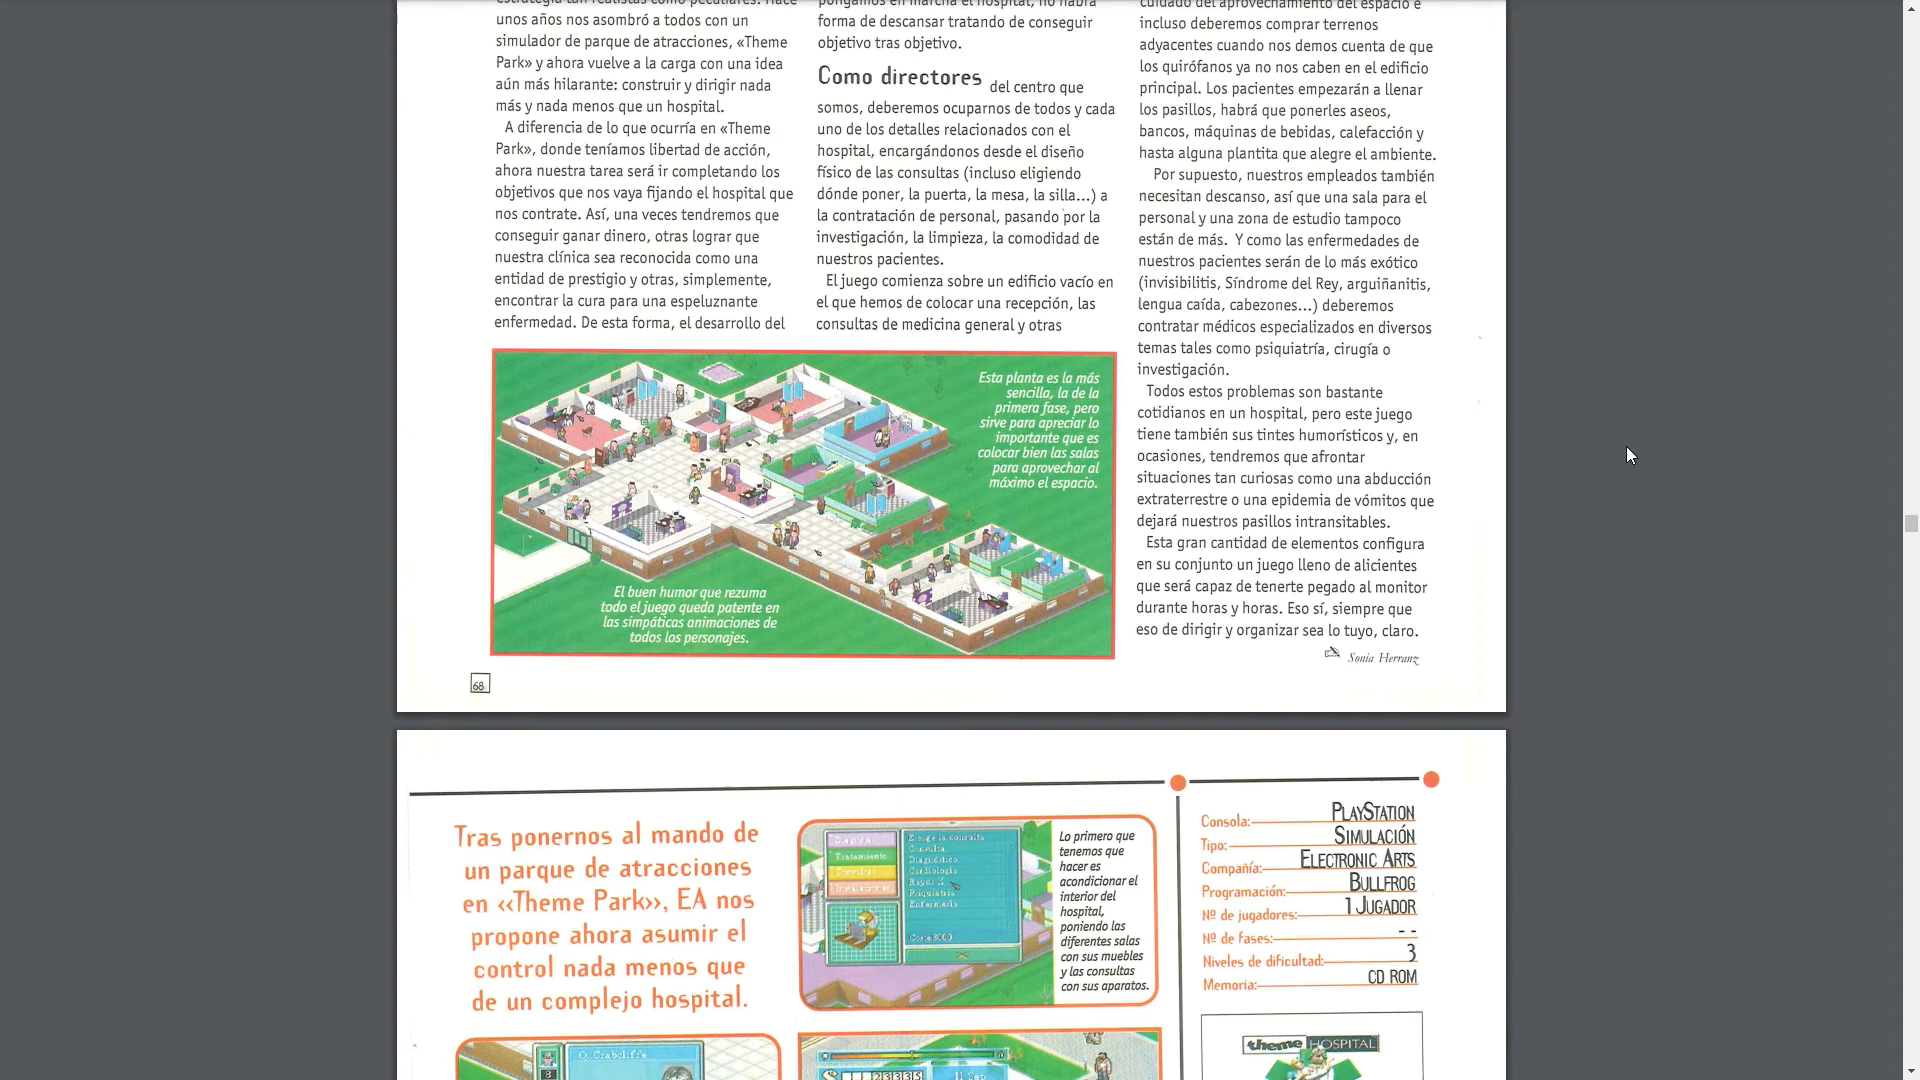 unos años nos asombró a todos con un
simulador de parque de atracciones, «Theme
Park» y ahora vuelve a la carga con una idea
aún más hilarante: construir y dirigir nada
más y nada menos que un hospital.
A diferencia de lo que ocurría en «Theme
Park», donde teníamos libertad de acción,
ahora nuestra tarea será ir completando los
objetivos que nos vaya fijando el hospital que
nos contrate. Así, una veces tendremos que
conseguir ganar dinero, otras lograr que
nuestra clínica sea reconocida como una
entidad de prestigio y otras, simplemente,
encontrar la cura para una espeluznante
enfermedad. De esta forma, el desarrollo del
pongamos en marcha el hospital, no habrá
forma de descansar tratando de conseguir
objetivo tras objetivo.
Como directores del centro que
somos, deberemos ocuparnos de todos y cada
uno de los detalles relacionados con el
hospital, encargándonos desde el diseño
físico de las consultas (incluso eligiendo
dónde poner, la puerta, la mesa, la silla...) a
la contratación de personal, pasando por la
investigación, la limpieza, la comodidad de
nuestros pacientes.
El juego comienza sobre un edificio vacío en
el que hemos de colocar una recepción, las
consultas de medicina general y otras
cuidado del aprovechamiento del espacio e
incluso deberemos comprar terrenos
adyacentes cuando nos demos cuenta de que
los quirófanos ya no nos caben en el edificio
principal. Los pacientes empezarán a llenar
los pasillos, habrá que ponerles aseos,
bancos, máquinas de bebidas, calefacción y
hasta alguna plantita que alegre el ambiente.
Por supuesto, nuestros empleados también
necesitan descanso, así que una sala para el
personal y una zona de estudio tampoco
están de más. Y como las enfermedades de
nuestros pacientes serán de lo más exótico
(invisibilitis, Síndrome del Rey, arguiñanitis,
lengua caída, cabezones...) deberemos
contratar médicos especializados en diversos
temas tales como psiquiatría, cirugía o
investigación.
Todos estos problemas son bastante
cotidianos en un hospital, pero este juego
tiene también sus tintes humorísticos y, en
ocasiones, tendremos que afrontar
situaciones tan curiosas como una abducción
extraterrestre o una epidemia de vómitos que
dejará nuestros pasillos intransitables.
Esta gran cantidad de elementos configura
en su conjunto un juego lleno de alicientes
que será capaz de tenerte pegado al monitor
durante horas y horas. Eso sí, siempre que
eso de dirigir y organizar sea lo tuyo, claro.
Sonia Herranz
Esta planta es la más
sencilla, la de la
primera fase, pero
sirve para apreciar lo
importante que es
colocar bien las salas
para aprovechar al
máximo el espacio.
El buen humor que rezuma
todo el juego queda patente en
las simpáticas animaciones de
todos los personajes.
68
Tras ponernos al mando de
un parque de atracciones
en «Theme Park», EA nos
propone ahora asumir el
control nada menos que
de un complejo hospital.
Tratamiento
Escoge la consulta
Consulta
Diagnóstico
Cardiología
Rayos X
Psiquiatría
Enfermería
Lo primero que
tenemos que
hacer es
acondicionar el
interior del
hospital,
poniendo las
diferentes salas
con sus muebles
y las consultas
con sus aparatos.
Consola: PLAYSTATION
Tipo: SIMULACIÓN
Compañía: ELECTRONIC ARTS
Programación: BULLFROG
Nº de jugadores: 1 JUGADOR
Nº de fases: - -
Niveles de dificultad: 3
Memoria: CD ROM
theme HOSPITAL
11 Sep